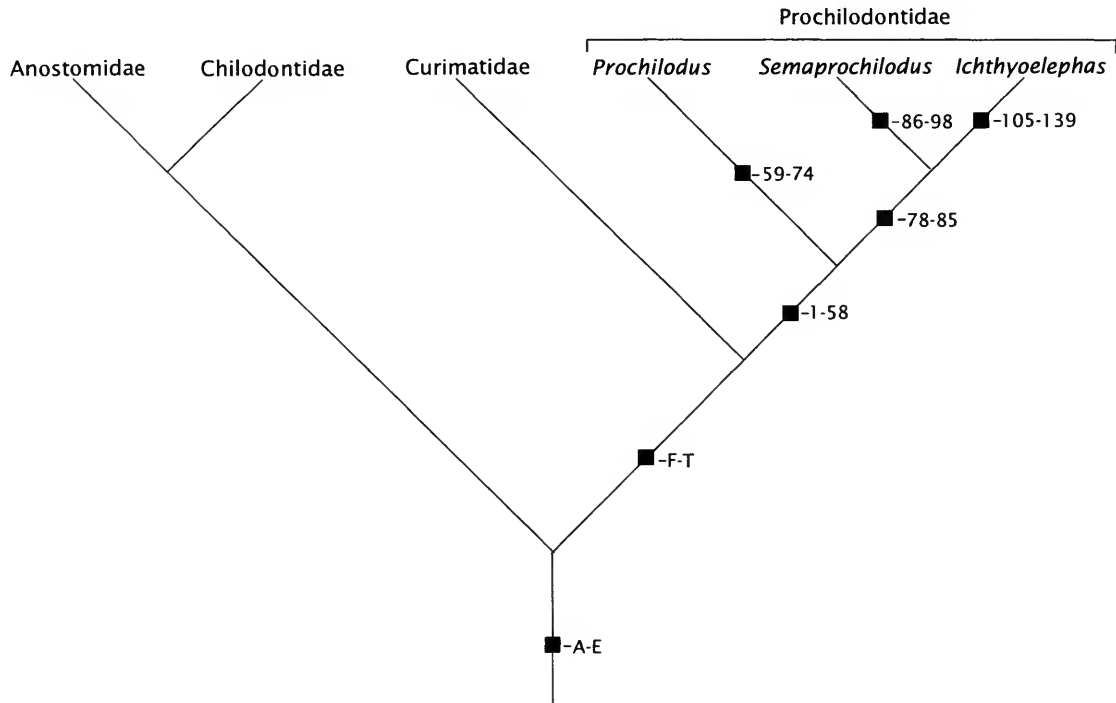 Prochilodontidae
Anostomidae Chilodontidae Curimatidae Prochilodus Semaprochilodus Ichthyoelephas
-86-98 -105-139
-59-74
-78-85
-1-58
-F-T
-A-E